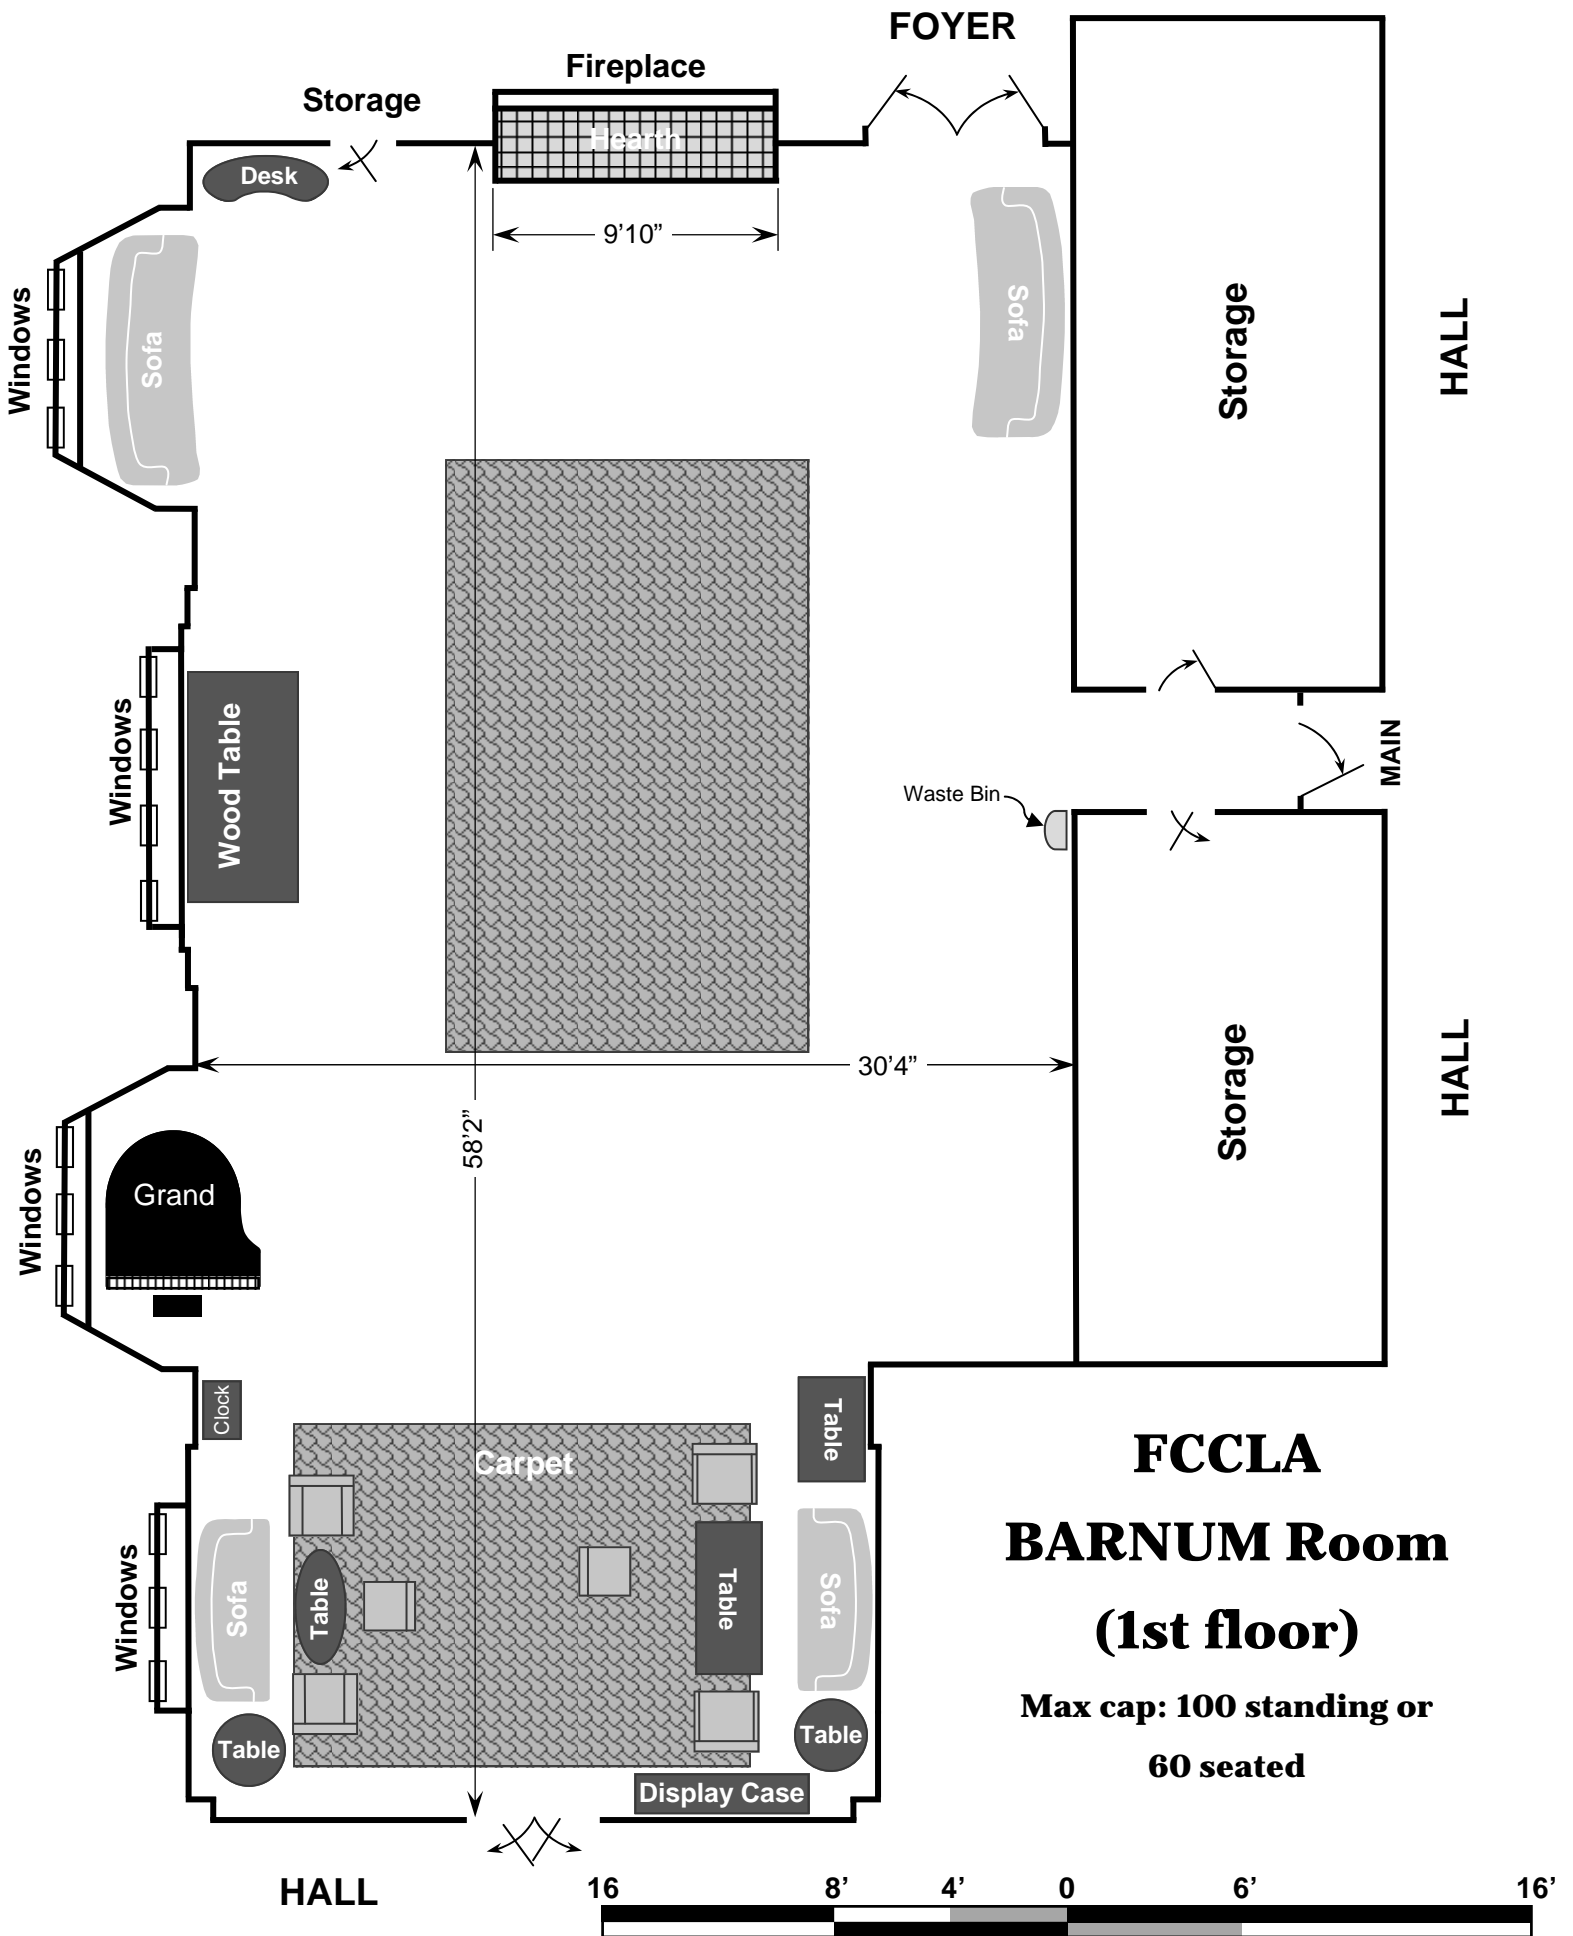 FOYER
Fireplace
Storage
Hearth
Desk
9’10”
Windows
Sofa
Sofa
Storage
HALL
Windows
Wood Table
MAIN
Waste Bin
30’4”
58’2”
HALL
Storage
Windows
Grand
Clock
Table
Carpet
FCCLA
BARNUM Room
(1st floor)
Max cap: 100 standing or
60 seated
Windows
Sofa
Table
Table
Sofa
Table
Table
Display Case
HALL
16 8’ 4’ 0 6’ 16’